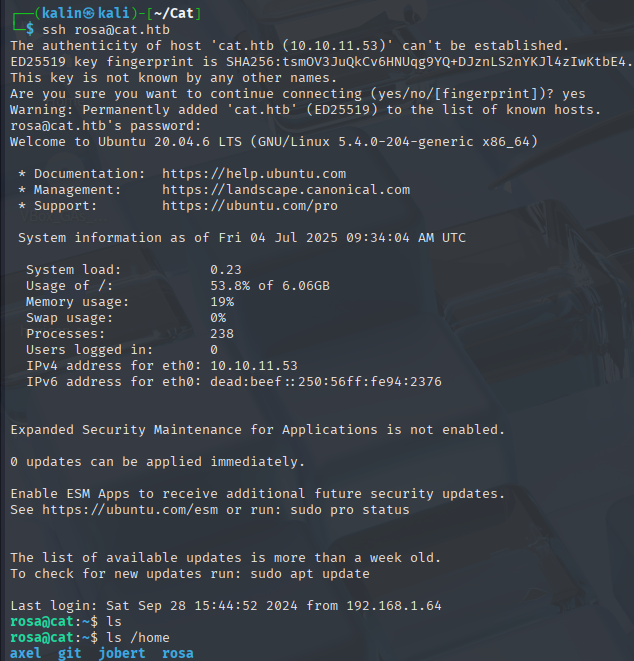 ┌──(kalin㉿kali)-[~/Cat]
└─$ ssh rosa@cat.htb
The authenticity of host 'cat.htb (10.10.11.53)' can't be established.
ED25519 key fingerprint is SHA256:tsmOV3JuQkCv6HNUqg9YQ+DJznLS2nYKJl4zIwKtbE4.
This key is not known by any other names.
Are you sure you want to continue connecting (yes/no/[fingerprint])? yes
Warning: Permanently added 'cat.htb' (ED25519) to the list of known hosts.
rosa@cat.htb's password:
Welcome to Ubuntu 20.04.6 LTS (GNU/Linux 5.4.0-204-generic x86_64)
* Documentation:  https://help.ubuntu.com
* Management:     https://landscape.canonical.com
* Support:        https://ubuntu.com/pro
System information as of Fri 04 Jul 2025 09:34:04 AM UTC
System load:           0.23
Usage of /:            53.8% of 6.06GB
Memory usage:          19%
Swap usage:            0%
Processes:             238
Users logged in:       0
IPv4 address for eth0: 10.10.11.53
IPv6 address for eth0: dead:beef::250:56ff:fe94:2376
Expanded Security Maintenance for Applications is not enabled.
0 updates can be applied immediately.
Enable ESM Apps to receive additional future security updates.
See https://ubuntu.com/esm or run: sudo pro status
The list of available updates is more than a week old.
To check for new updates run: sudo apt update
Last login: Sat Sep 28 15:44:52 2024 from 192.168.1.64
rosa@cat:~$ ls
rosa@cat:~$ ls /home
axel  git  jobert  rosa